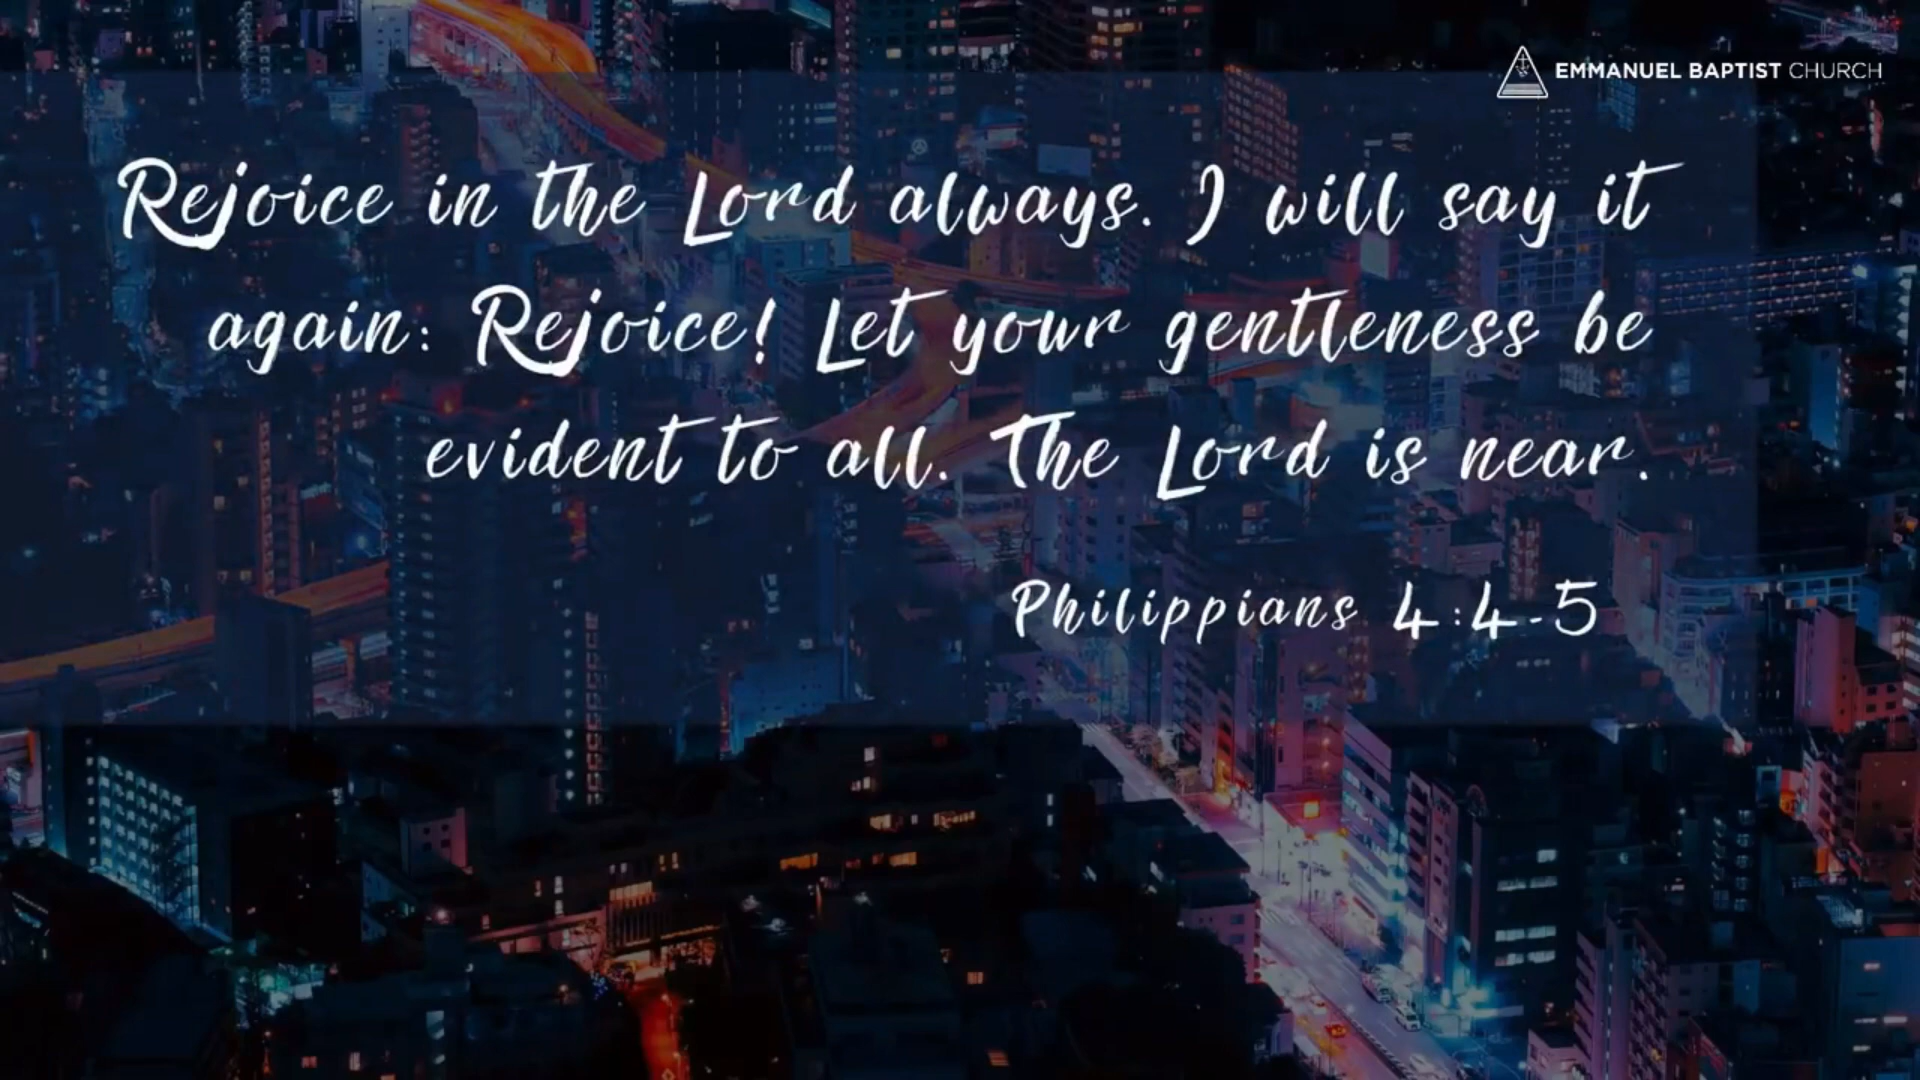 EMMANUEL BAPTIST CHURCH
Rejoice in the Lord always. I will say it
again: Rejoice! Let your gentleness be
evident to all. The Lord is near.
Philippians 4:4-5